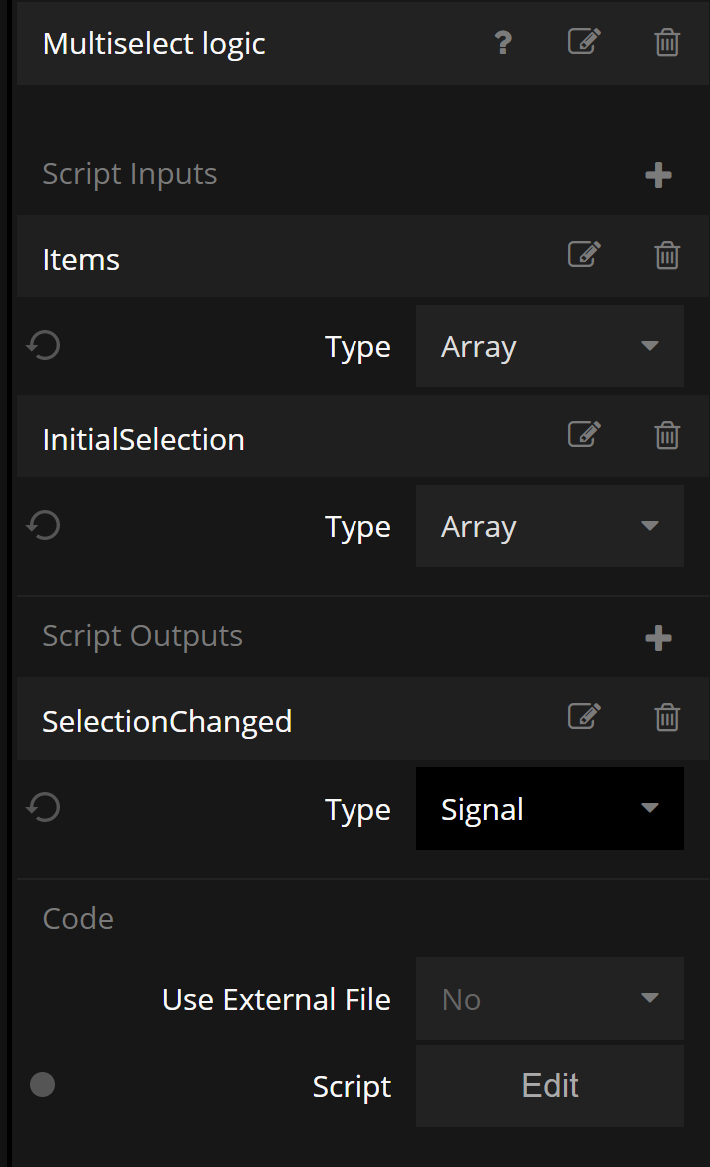 Multiselect logic ?
Script Inputs
Items
Type Array
InitialSelection
Type Array
Script Outputs
SelectionChanged
Type Signal
Code
Use External File No
Script Edit